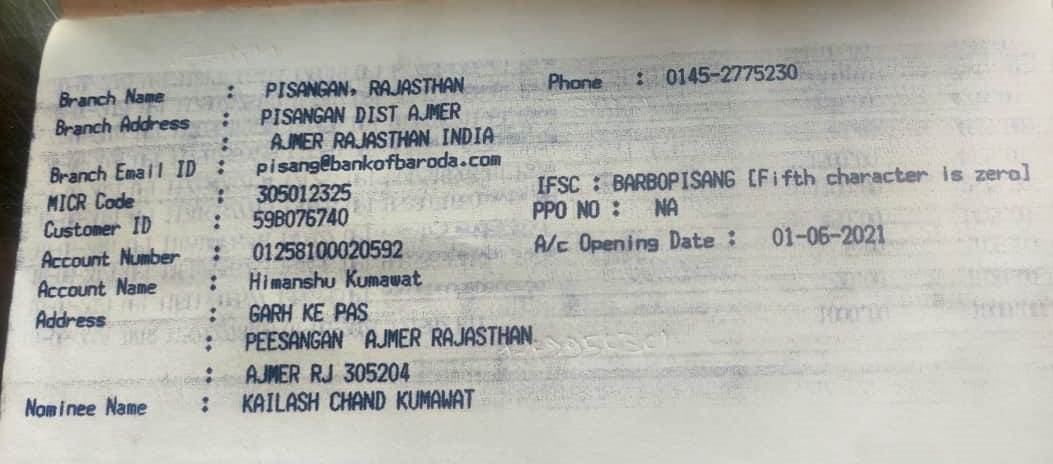 Branch Name : PISANGAN, RAJASTHAN Phone : 0145-2775230
Branch Address : PISANGAN DIST AJMER
: AJMER RAJASTHAN INDIA
Branch Email ID : pisang@bankofbaroda.com
MICR Code : 305012325 IFSC : BARB0PISANG [Fifth character is zero]
Customer ID : 59B076740 PPO NO : NA
Account Number : 01258100020592 A/c Opening Date : 01-06-2021
Account Name : Himanshu Kumawat
Address : GARH KE PAS
: PEESANGAN AJMER RAJASTHAN
: AJMER RJ 305204
Nominee Name : KAILASH CHAND KUMAWAT